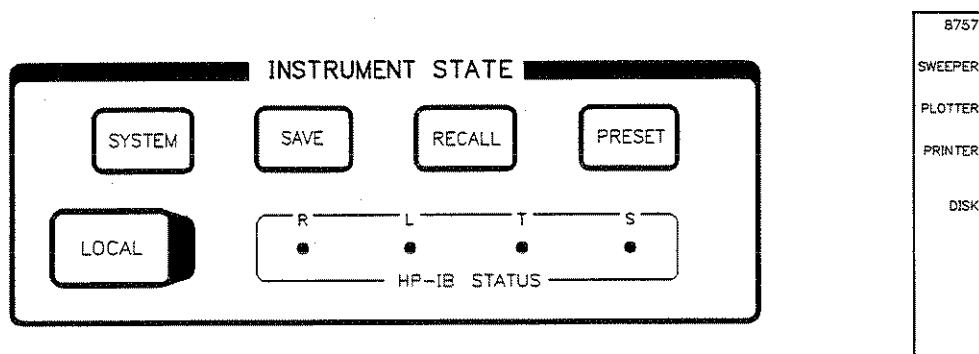 INSTRUMENT STATE
SYSTEM SAVE RECALL PRESET
LOCAL
R L T S
HP-IB STATUS
8757
SWEEPER
PLOTTER
PRINTER
DISK